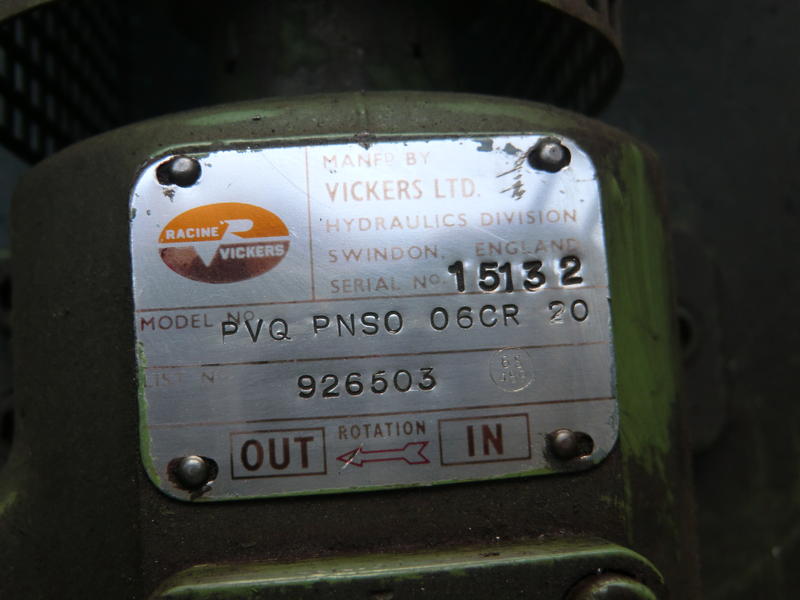 RACINE
VICKERS
MANFD BY
VICKERS LTD.
HYDRAULICS DIVISION
SWINDON, ENGLAND
SERIAL NO. 15132
MODEL NO. PVQ PNSO 06CR 20
LIST N 926503
OUT
ROTATION
IN